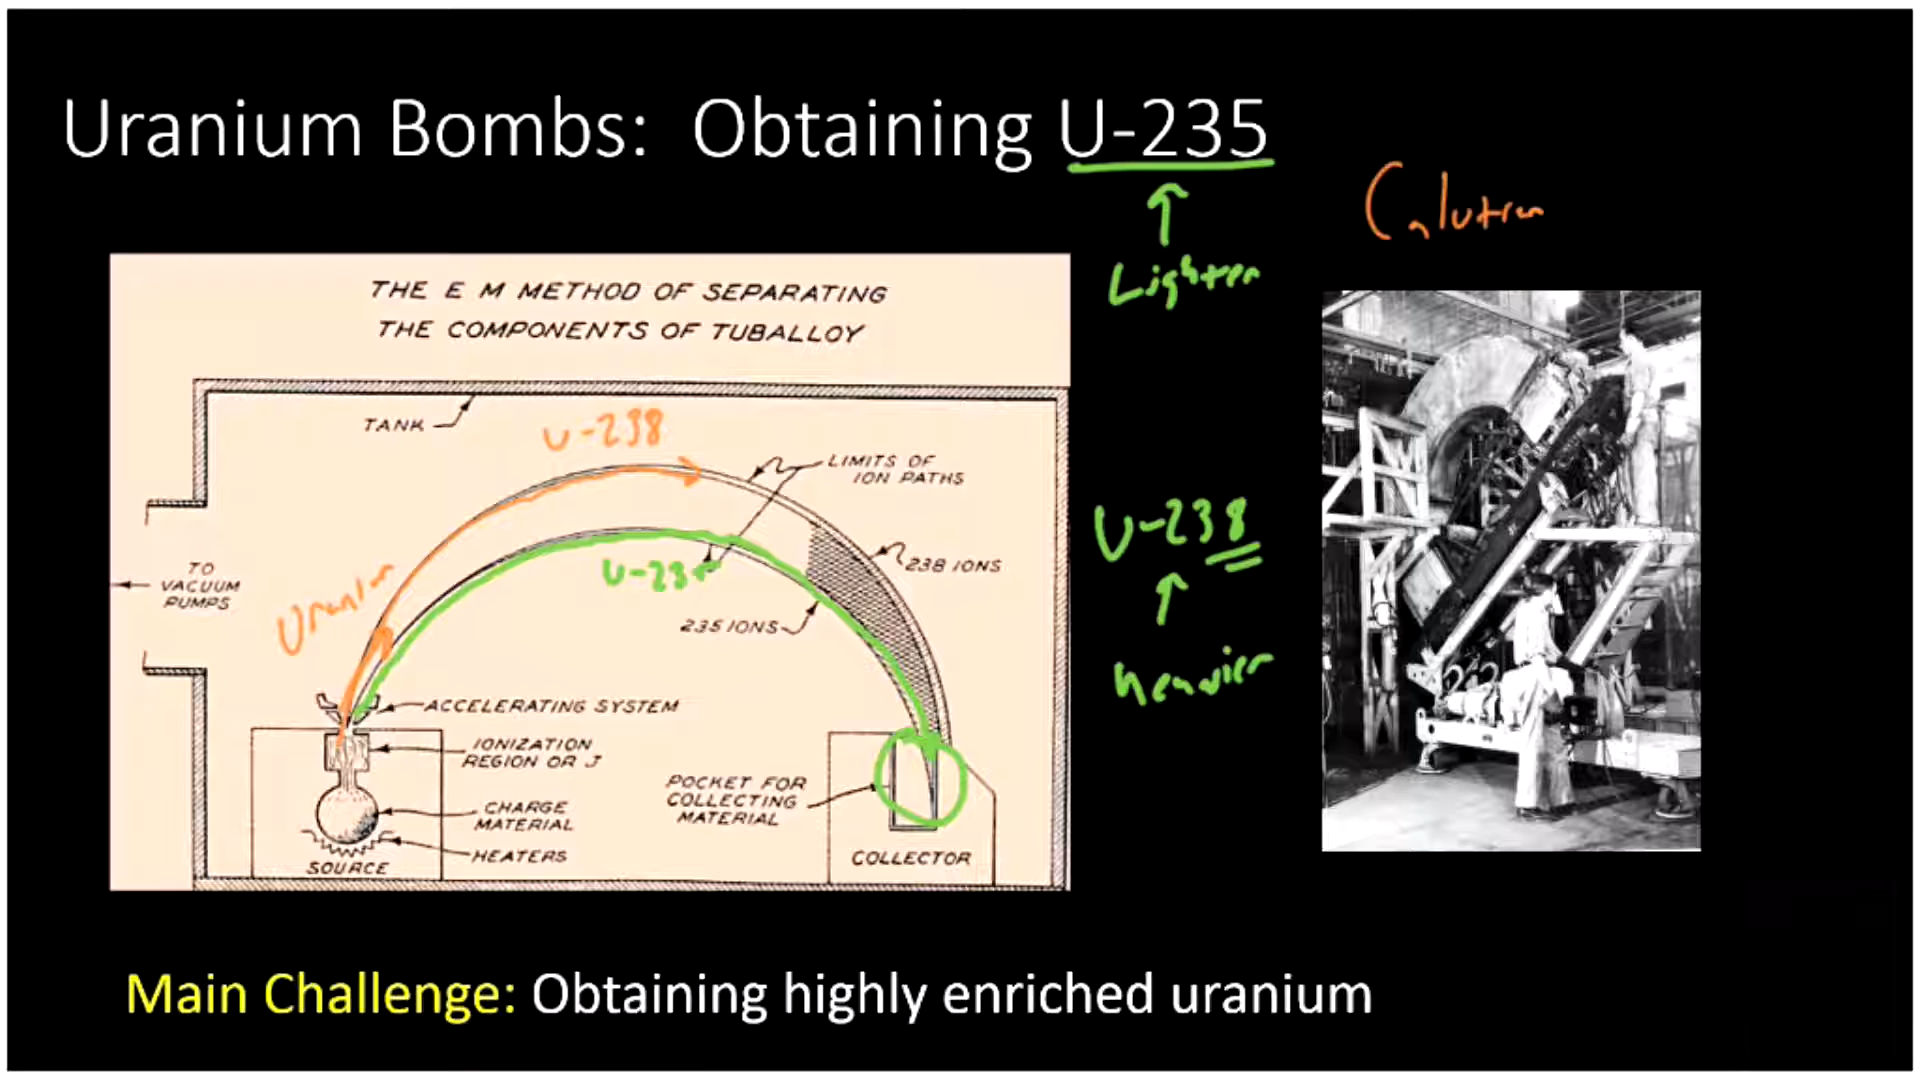 Uranium Bombs: Obtaining U-235
Calutron
Lighter
THE E M METHOD OF SEPARATING
THE COMPONENTS OF TUBALLOY
TANK
U-238
LIMITS OF
ION PATHS
U-238
heavier
238 IONS
TO
VACUUM
PUMPS
Uranium
235 IONS
ACCELERATING SYSTEM
IONIZATION
REGION OR J
POCKET FOR
COLLECTING
MATERIAL
CHARGE
MATERIAL
HEATERS
SOURCE
COLLECTOR
Main Challenge: Obtaining highly enriched uranium